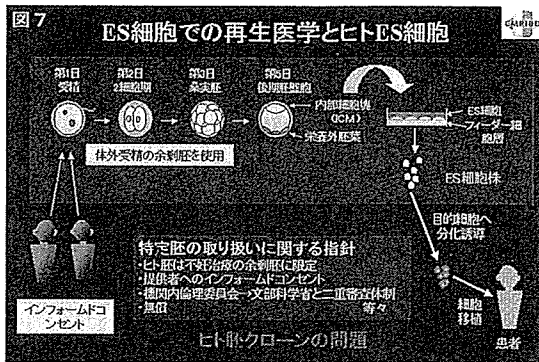 図7
ES細胞での再生医学とヒトES細胞
第1日
受精
第2日
2細胞期
第3日
桑実胚
第5日
後期胚盤胞
内部細胞塊
(ICM)
栄養外胚葉
体外受精の余剰胚を使用
ES細胞
フィーダー細
胞層
ES細胞株
目的細胞へ
分化誘導
細胞
移植
患者
インフォームドコ
ンセント
特定胚の取り扱いに関する指針
・ヒト胚は不妊治療の余剰胚に限定
・提供者へのインフォームドコンセント
・機関内倫理委員会→文部科学省と二重審査体制
・無償 等々
ヒト胚クローンの問題